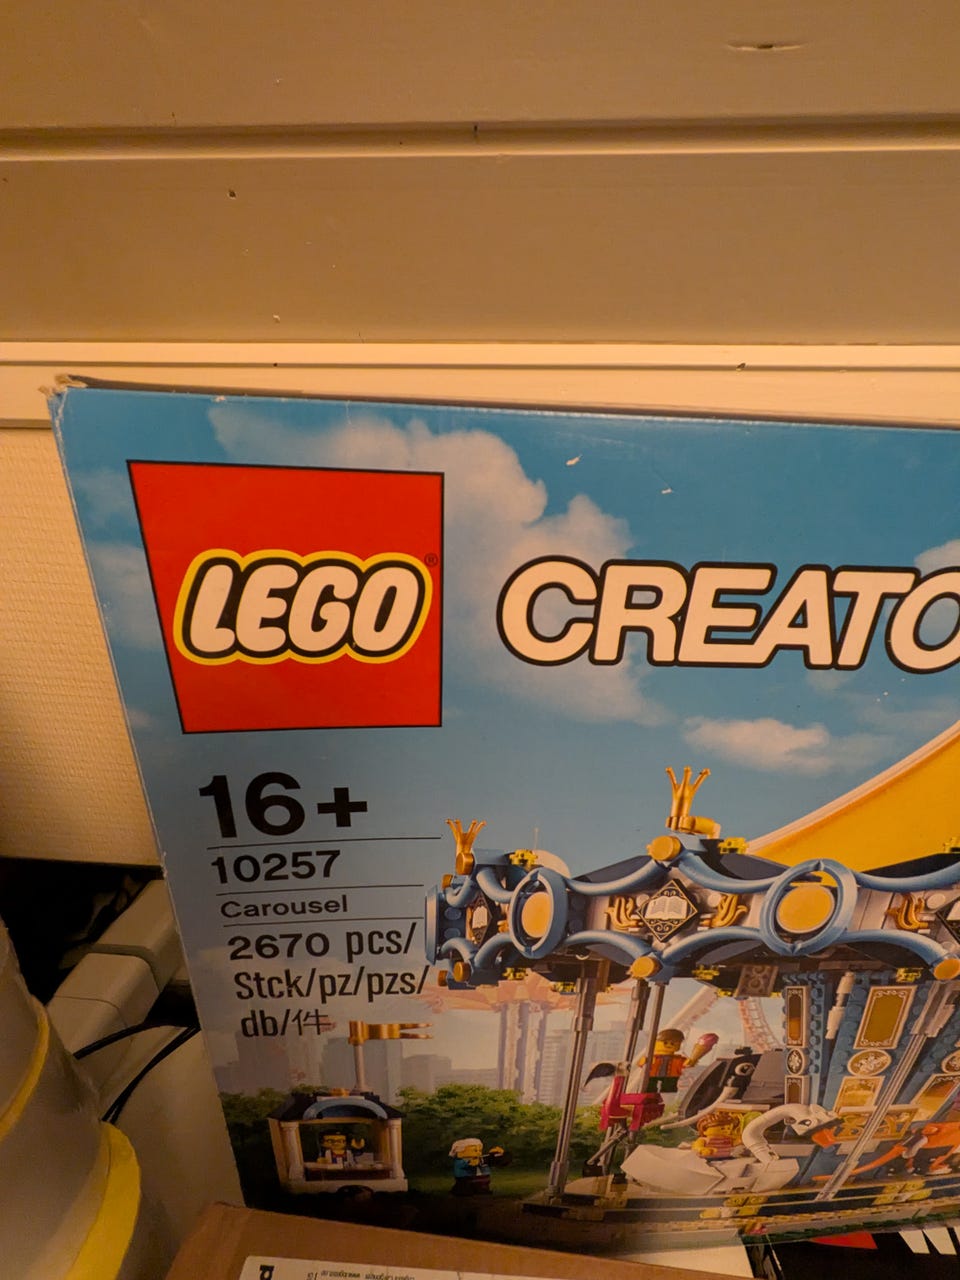 LEGO®
CREATO
16+
10257
Carousel
2670 pcs/
Stck/pz/pzs/
db/件